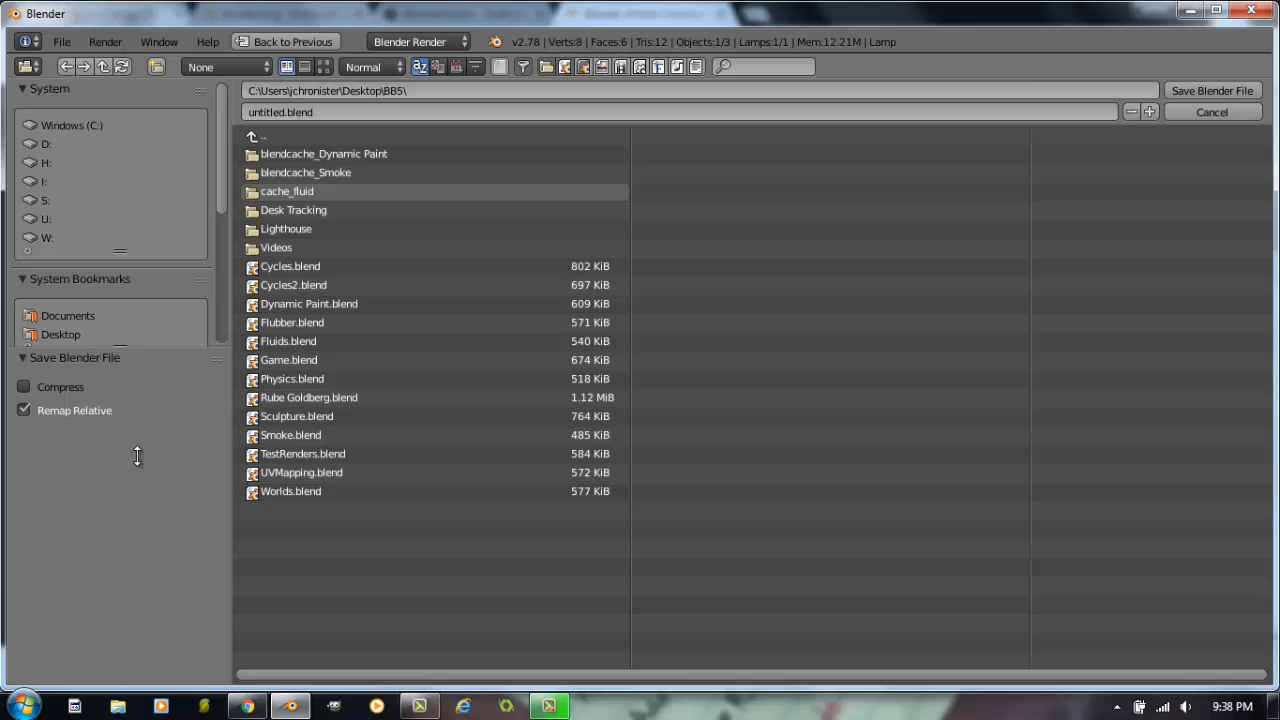 Blender
File Render Window Help Back to Previous Blender Render v2.78 | Verts:8 | Faces:6 | Tris:12 | Objects:1/3 | Lamps:1/1 | Mem:12.21M | Lamp
None Normal
System
C:\Users\jchronister\Desktop\BB5\ Save Blender File
untitled.blend Cancel
Windows (C:)
D:
H:
I:
S:
U:
W:
System Bookmarks
Documents
Desktop
Save Blender File
Compress
Remap Relative
..
blendcache_Dynamic Paint
blendcache_Smoke
cache_fluid
Desk Tracking
Lighthouse
Videos
Cycles.blend 802 KiB
Cycles2.blend 697 KiB
Dynamic Paint.blend 609 KiB
Flubber.blend 571 KiB
Fluids.blend 540 KiB
Game.blend 674 KiB
Physics.blend 518 KiB
Rube Goldberg.blend 1.12 MiB
Sculpture.blend 764 KiB
Smoke.blend 485 KiB
TestRenders.blend 584 KiB
UVMapping.blend 572 KiB
Worlds.blend 577 KiB
9:38 PM